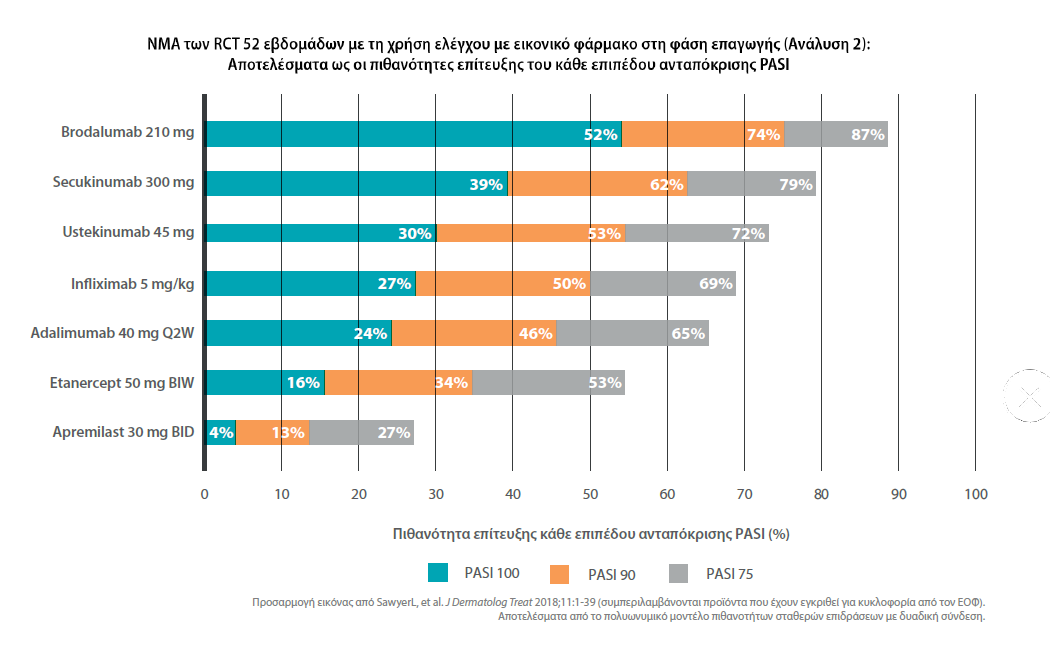 NMA των RCT 52 εβδομάδων με τη χρήση ελέγχου με εικονικό φάρμακο στη φάση επαγωγής (Ανάλυση 2):
Αποτελέσματα ως οι πιθανότητες επίτευξης του κάθε επιπέδου ανταπόκρισης PASI
Brodalumab 210 mg 52% 74% 87%
Secukinumab 300 mg 39% 62% 79%
Ustekinumab 45 mg 30% 53% 72%
Infliximab 5 mg/kg 27% 50% 69%
Adalimumab 40 mg Q2W 24% 46% 65%
Etanercept 50 mg BIW 16% 34% 53%
Apremilast 30 mg BID 4% 13% 27%
0 10 20 30 40 50 60 70 80 90 100
Πιθανότητα επίτευξης κάθε επιπέδου ανταπόκρισης PASI (%)
PASI 100 PASI 90 PASI 75
Προσαρμογή εικόνας από SawyerL, et al. J Dermatolog Treat 2018;11:1-39 (συμπεριλαμβάνονται προϊόντα που έχουν εγκριθεί για κυκλοφορία από τον ΕΟΦ).
Αποτελέσματα από το πολυωνυμικό μοντέλο πιθανοτήτων σταθερών επιδράσεων με δυαδική σύνδεση.